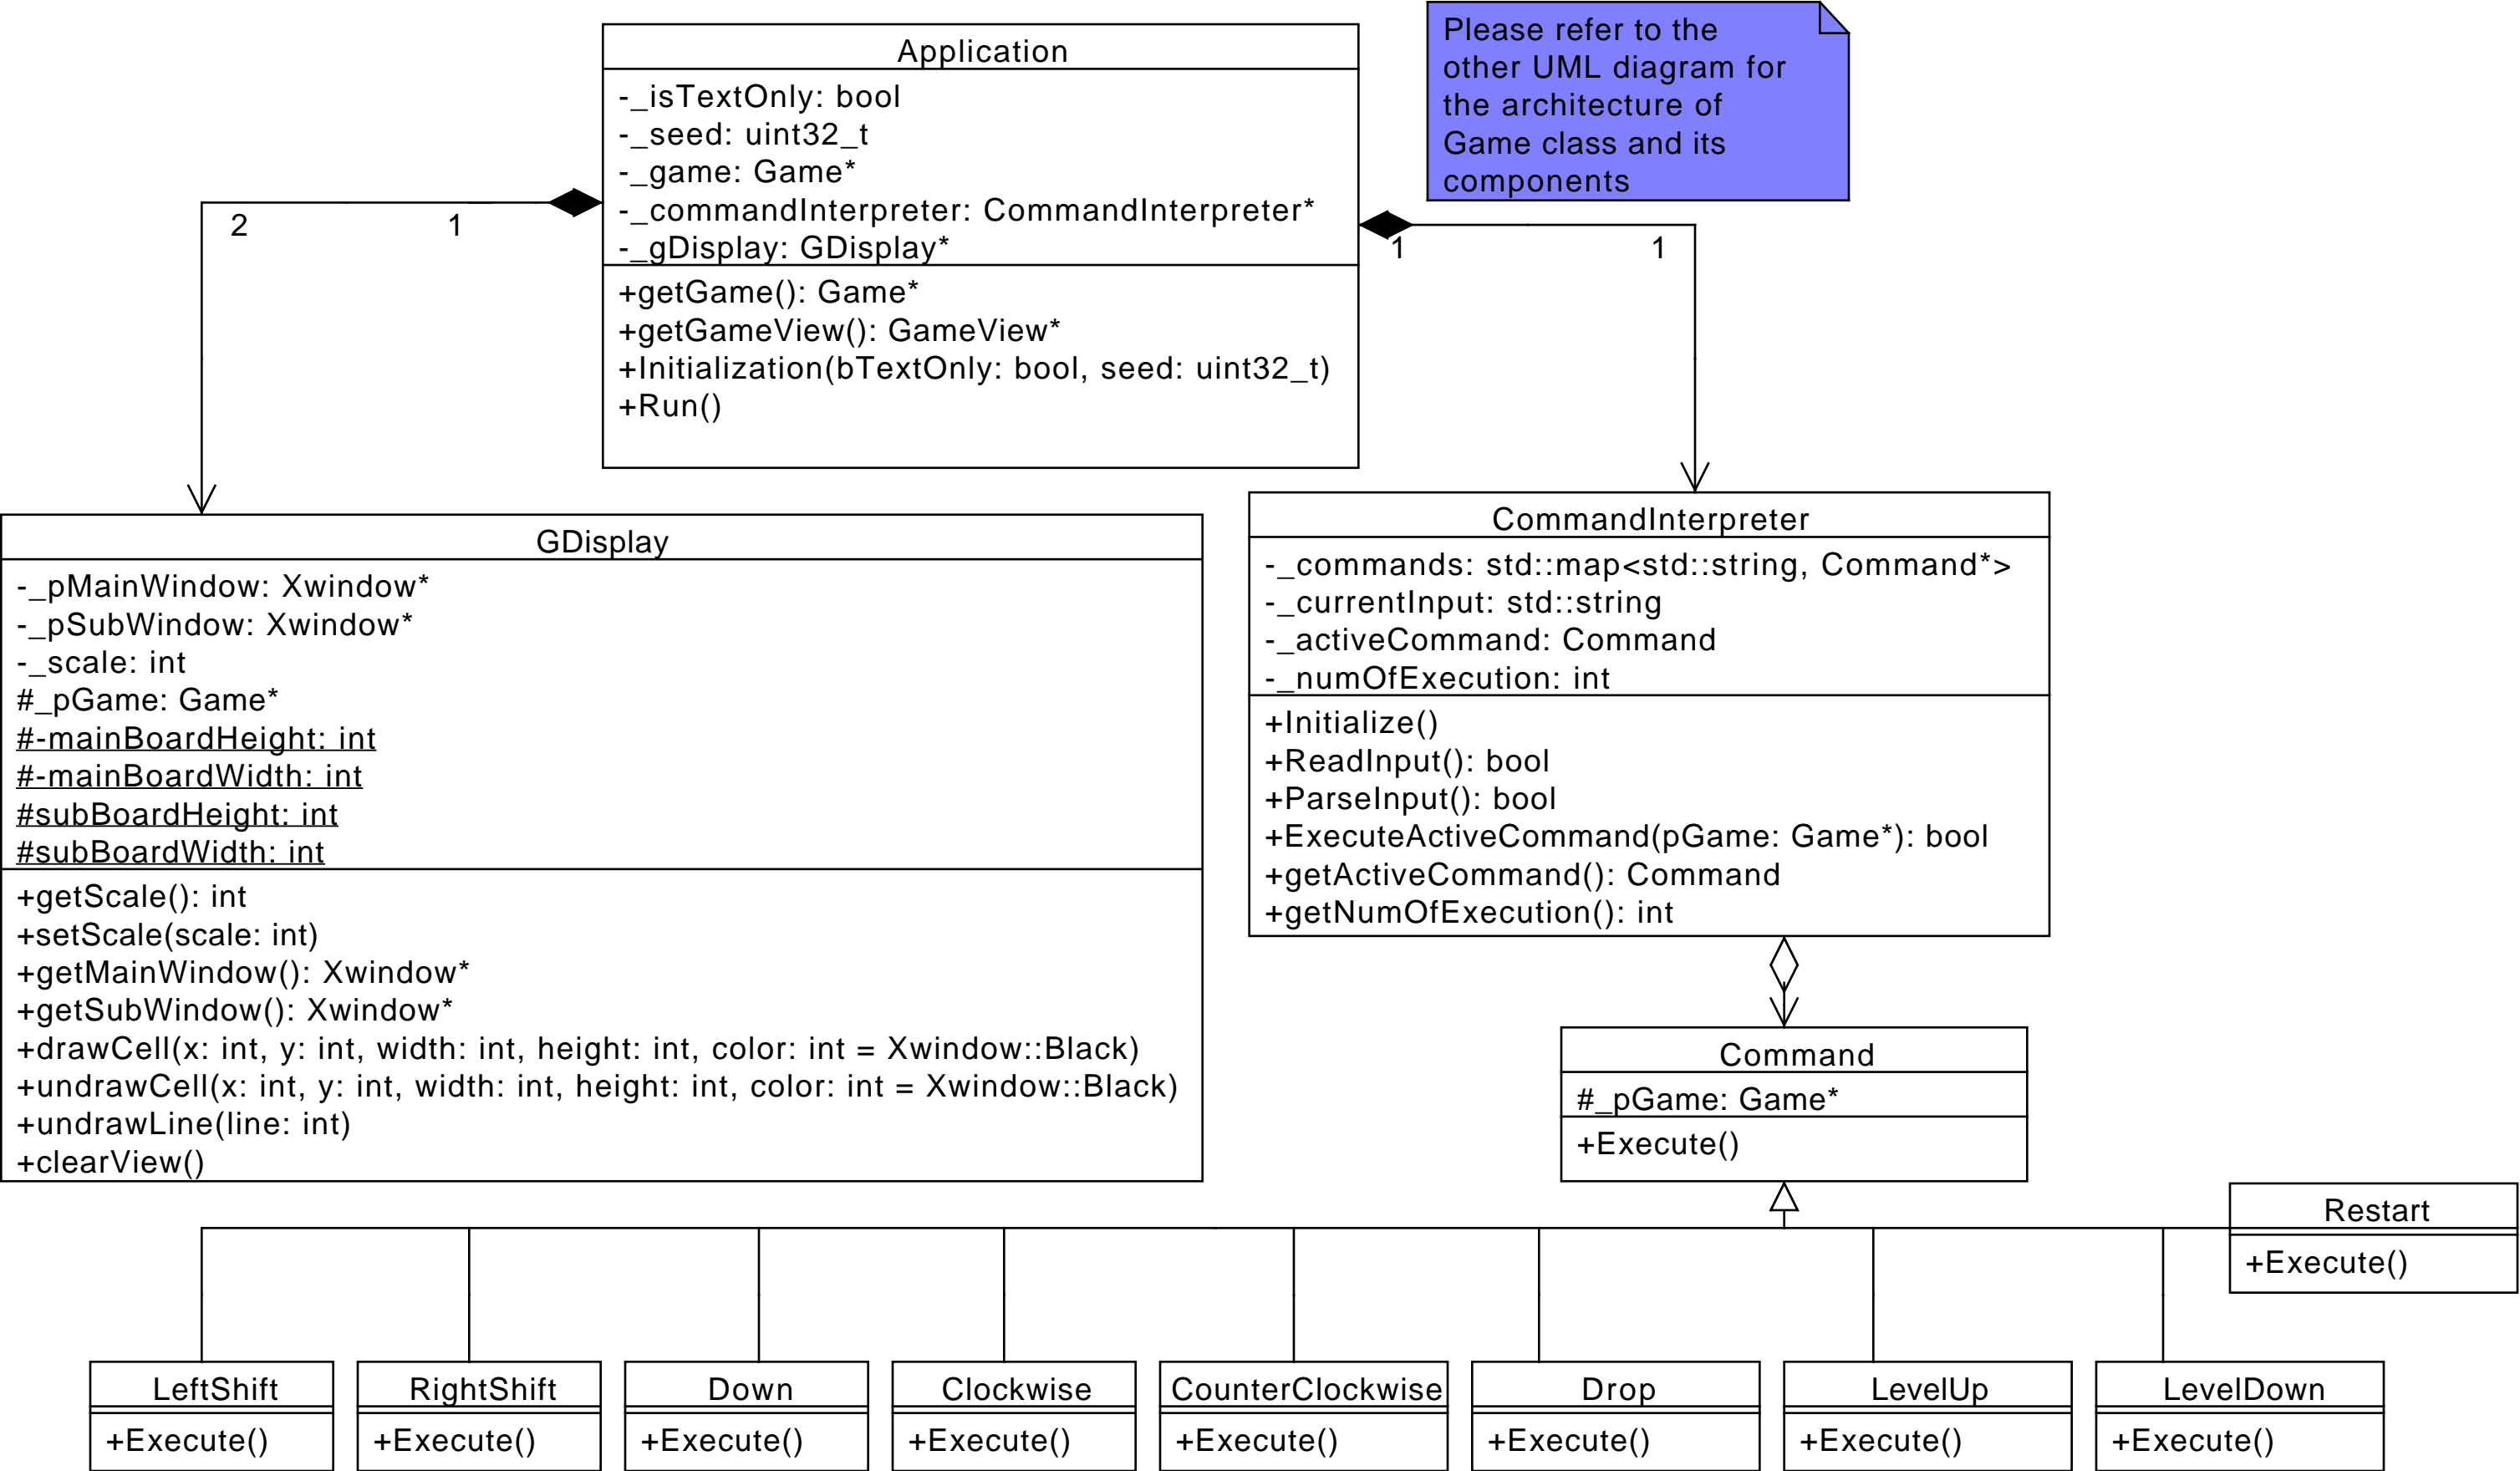 Application
-_isTextOnly: bool
-_seed: uint32_t
-_game: Game*
-_commandInterpreter: CommandInterpreter*
-_gDisplay: GDisplay*
+getGame(): Game*
+getGameView(): GameView*
+Initialization(bTextOnly: bool, seed: uint32_t)
+Run()
Please refer to the
other UML diagram for
the architecture of
Game class and its
components
2
1
1
1
GDisplay
-_pMainWindow: Xwindow*
-_pSubWindow: Xwindow*
-_scale: int
#_pGame: Game*
#-mainBoardHeight: int
#-mainBoardWidth: int
#subBoardHeight: int
#subBoardWidth: int
+getScale(): int
+setScale(scale: int)
+getMainWindow(): Xwindow*
+getSubWindow(): Xwindow*
+drawCell(x: int, y: int, width: int, height: int, color: int = Xwindow::Black)
+undrawCell(x: int, y: int, width: int, height: int, color: int = Xwindow::Black)
+undrawLine(line: int)
+clearView()
CommandInterpreter
-_commands: std::map<std::string, Command*>
-_currentInput: std::string
-_activeCommand: Command
-_numOfExecution: int
+Initialize()
+ReadInput(): bool
+ParseInput(): bool
+ExecuteActiveCommand(pGame: Game*): bool
+getActiveCommand(): Command
+getNumOfExecution(): int
Command
#_pGame: Game*
+Execute()
Restart
+Execute()
LeftShift
+Execute()
RightShift
+Execute()
Down
+Execute()
Clockwise
+Execute()
CounterClockwise
+Execute()
Drop
+Execute()
LevelUp
+Execute()
LevelDown
+Execute()